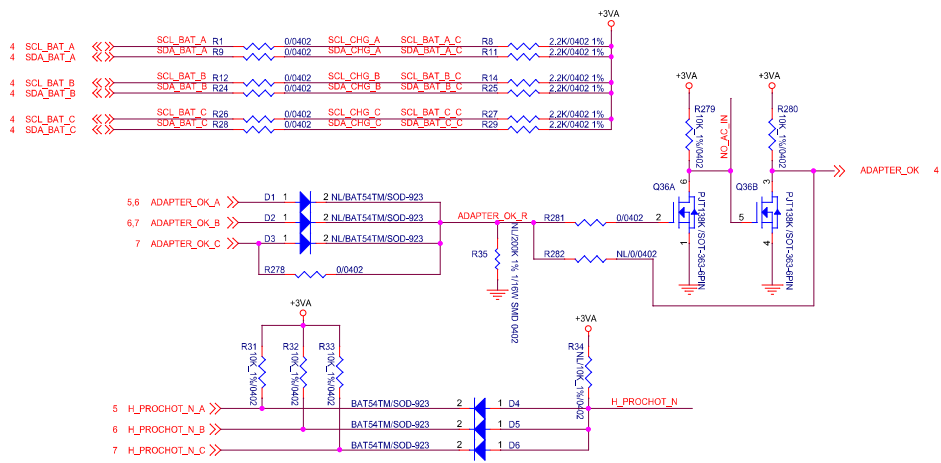 +3VA
4 SCL_BAT_A SCL_BAT_A R1 0/0402 SCL_CHG_A SCL_BAT_A_C R8 2.2K/0402 1%
4 SDA_BAT_A SDA_BAT_A R9 0/0402 SDA_CHG_A SDA_BAT_A_C R11 2.2K/0402 1%
4 SCL_BAT_B SCL_BAT_B R12 0/0402 SCL_CHG_B SCL_BAT_B_C R14 2.2K/0402 1%
4 SDA_BAT_B SDA_BAT_B R24 0/0402 SDA_CHG_B SDA_BAT_B_C R25 2.2K/0402 1%
4 SCL_BAT_C SCL_BAT_C R26 0/0402 SCL_CHG_C SCL_BAT_C_C R27 2.2K/0402 1%
4 SDA_BAT_C SDA_BAT_C R28 0/0402 SDA_CHG_C SDA_BAT_C_C R29 2.2K/0402 1%
+3VA +3VA
R279 R280
10K_1%/0402
NO_AC_IN
10K_1%/0402
ADAPTER_OK 4
Q36A 6 Q36B 3
2 5
1 4
PJT138K /SOT-363-6PIN
PJT138K /SOT-363-6PIN
5,6 ADAPTER_OK_A D1 1 2 NL/BAT54TM/SOD-923
6,7 ADAPTER_OK_B D2 1 2 NL/BAT54TM/SOD-923
7 ADAPTER_OK_C D3 1 2 NL/BAT54TM/SOD-923
R278 0/0402
ADAPTER_OK_R
R281 0/0402
R282 NL/0/0402
R35
NL/200K 1% 1/16W SMD 0402
+3VA
R31 R32 R33
10K_1%/0402
10K_1%/0402
10K_1%/0402
+3VA
R34
NL/10K_1%/0402
5 H_PROCHOT_N_A BAT54TM/SOD-923 2 1 D4 H_PROCHOT_N
6 H_PROCHOT_N_B BAT54TM/SOD-923 2 1 D5
7 H_PROCHOT_N_C BAT54TM/SOD-923 2 1 D6